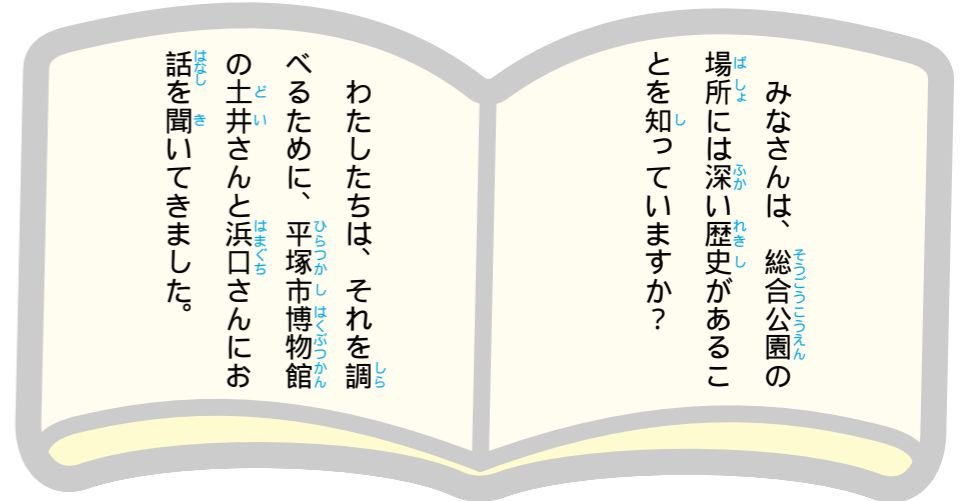 みなさんは、総合公園の
場所には深い歴史があるこ
とを知っていますか？
わたしたちは、それを調
べるために、平塚市博物館
の土井さんと浜口さんにお
話を聞いてきました。